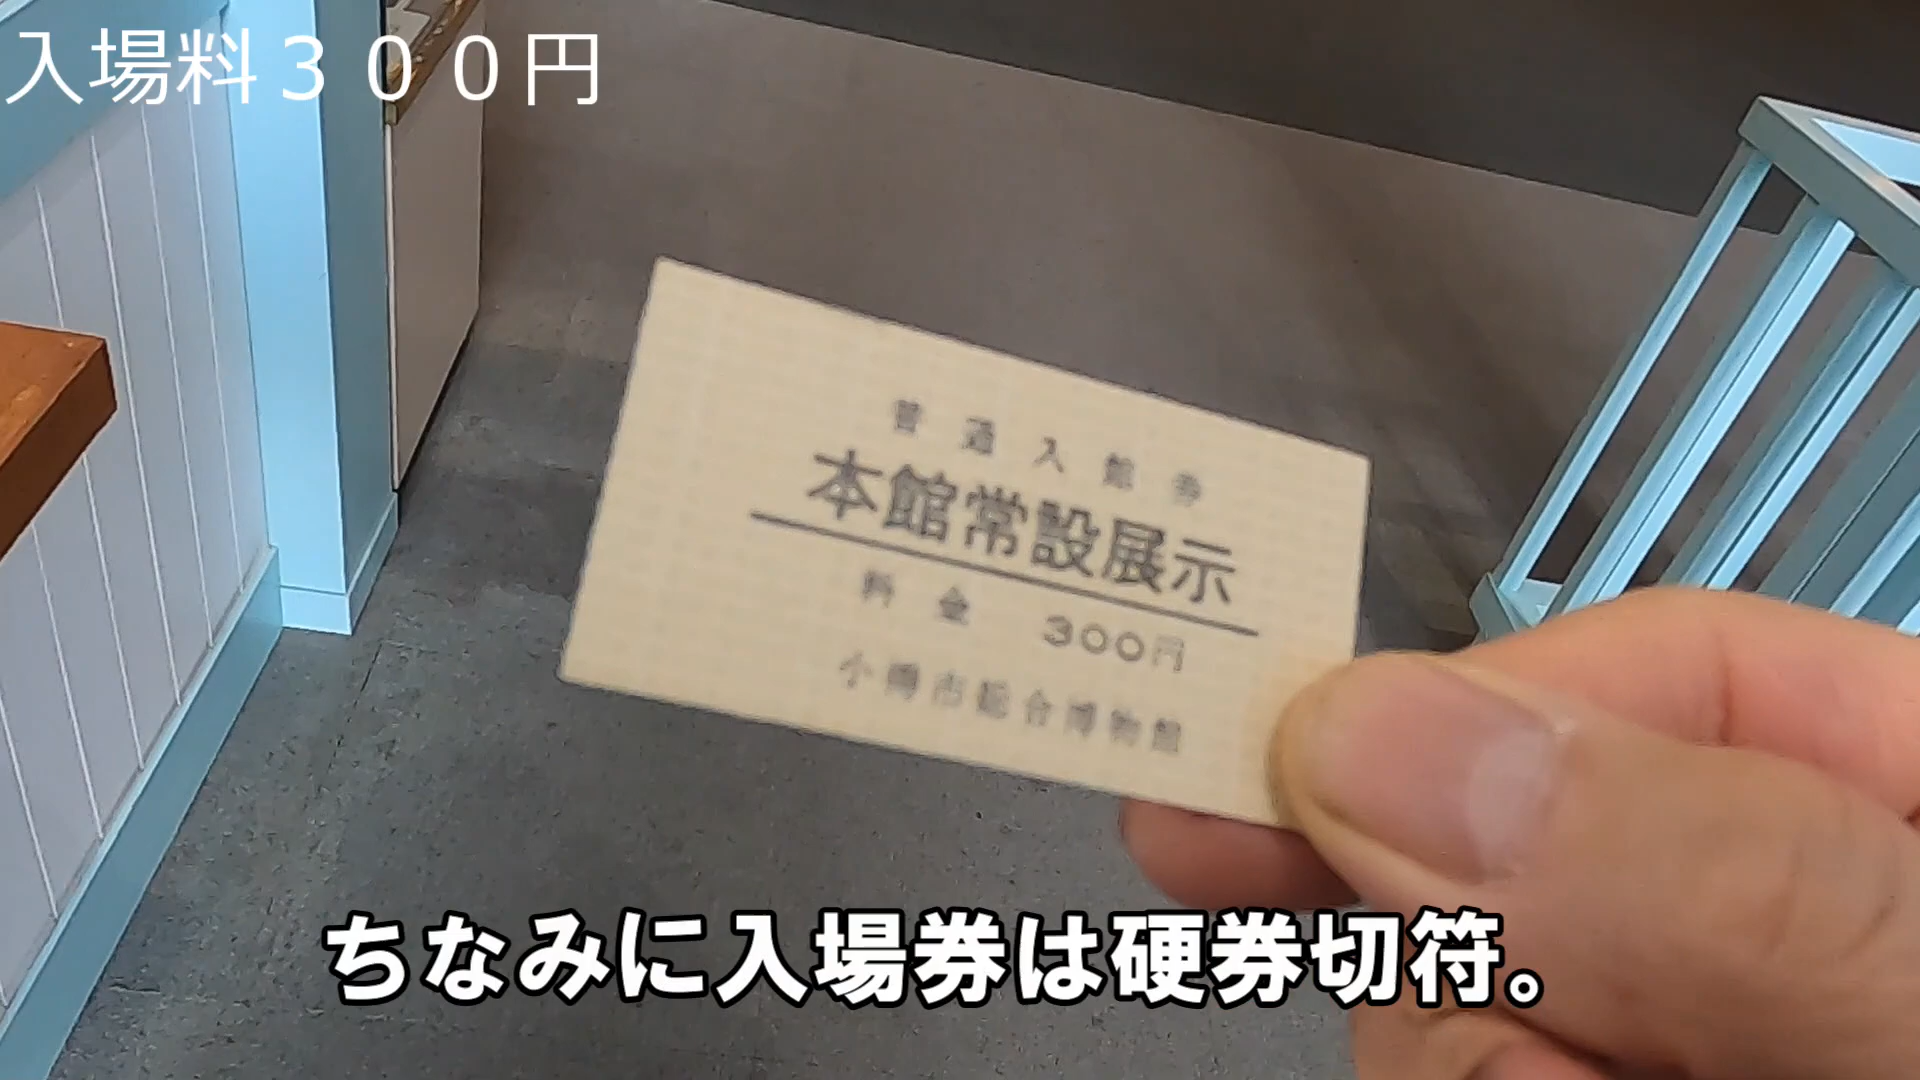 入場料３００円
普通入館券
本館常設展示
料金 300円
小樽市総合博物館
ちなみに入場券は硬券切符。